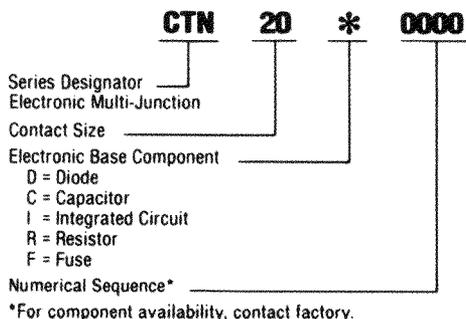 CTN 20 * 0000
Series Designator
Electronic Multi-Junction
Contact Size
Electronic Base Component
D = Diode
C = Capacitor
I = Integrated Circuit
R = Resistor
F = Fuse
Numerical Sequence*
*For component availability, contact factory.